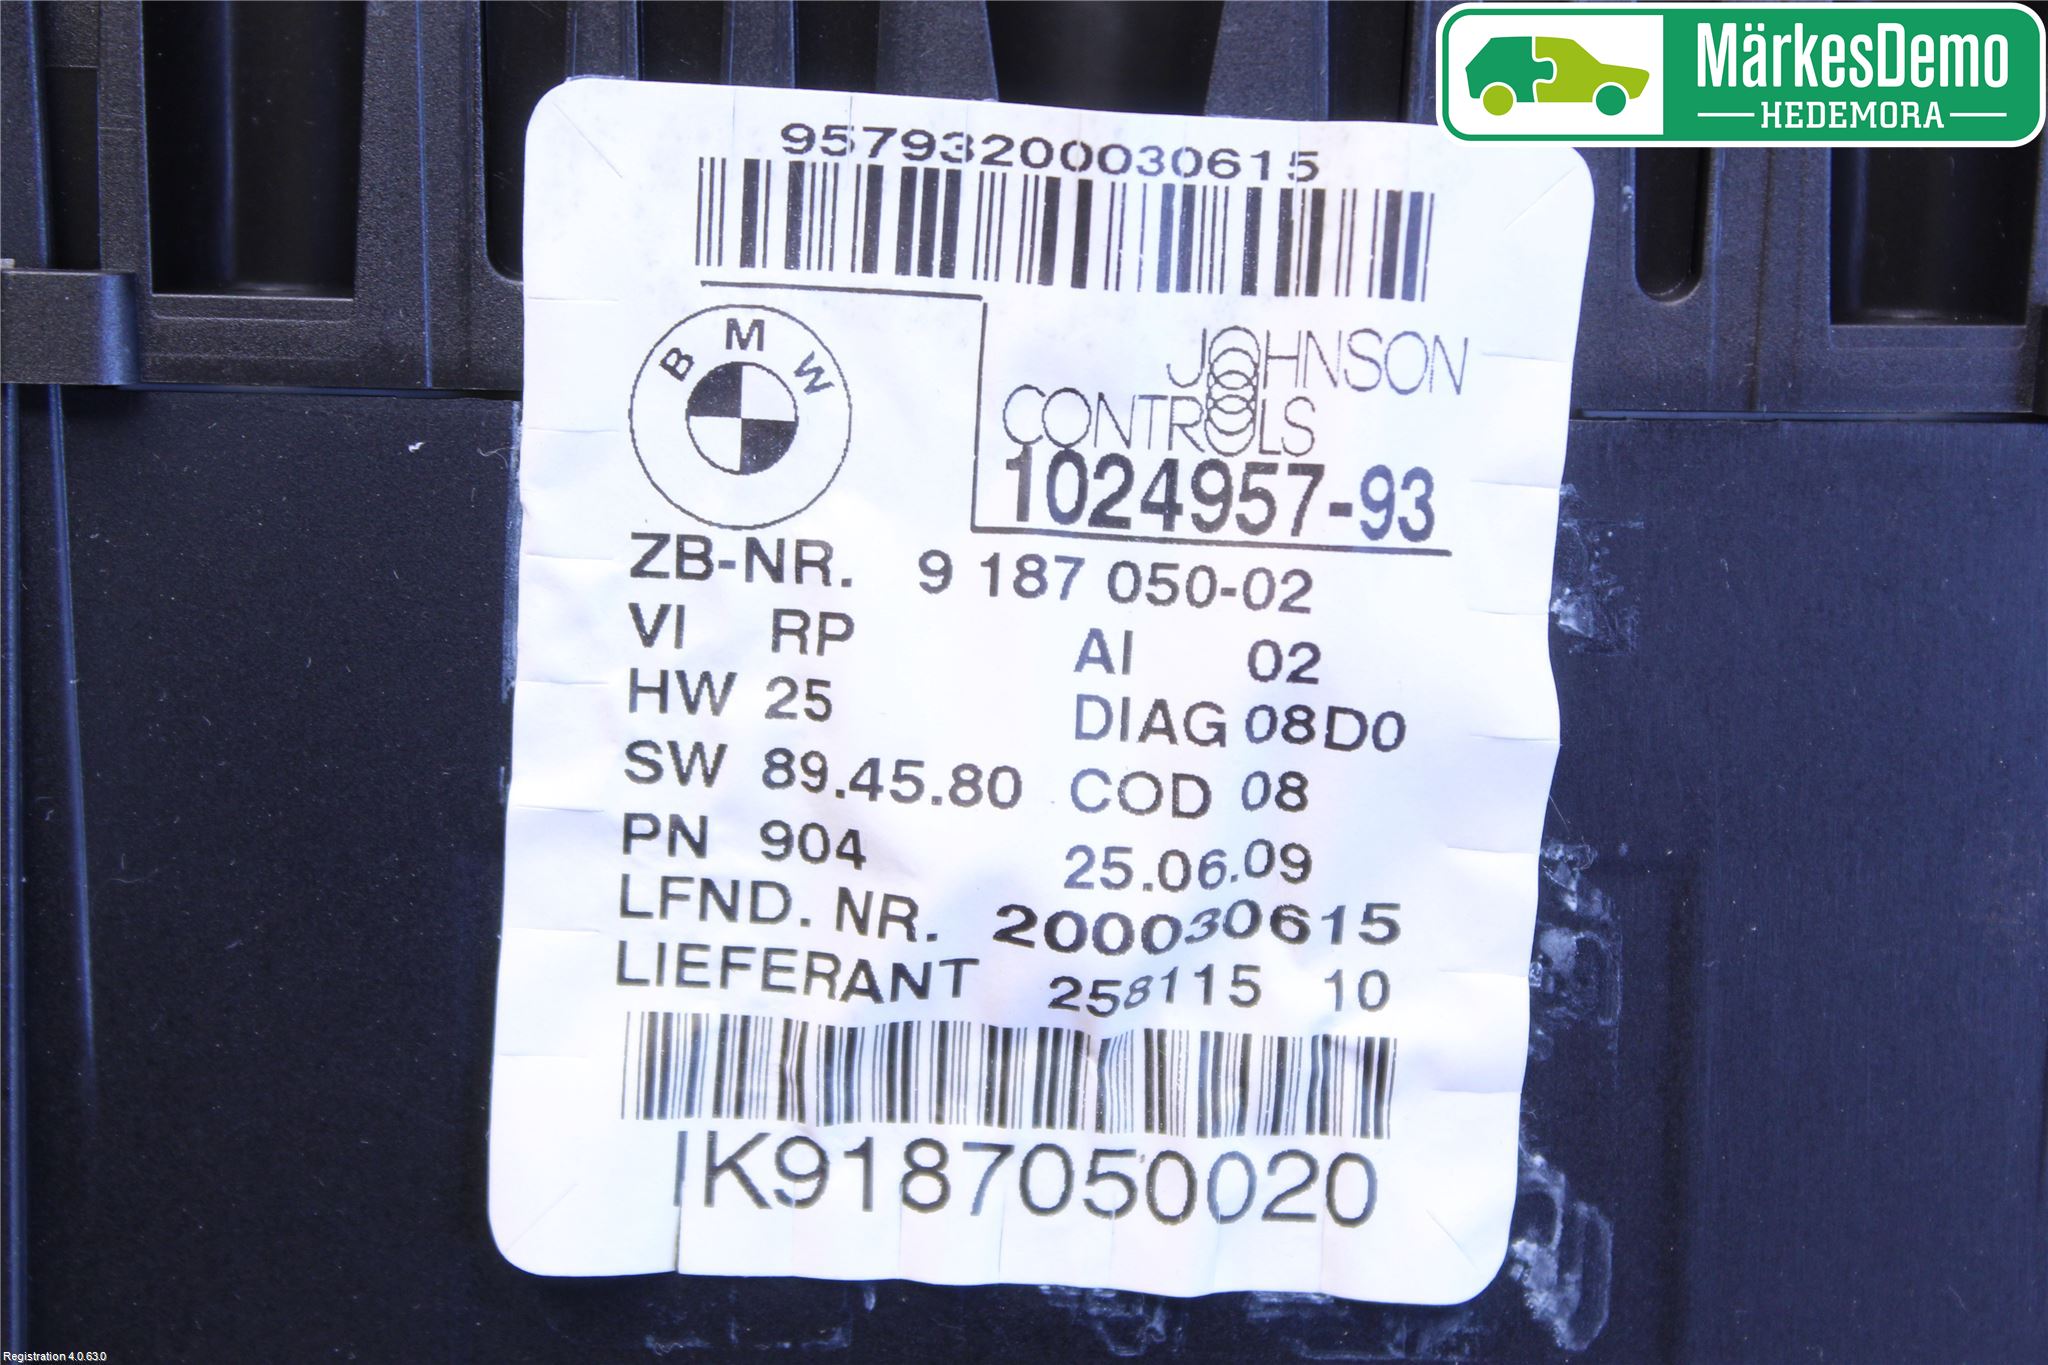 MärkesDemo
HEDEMORA
95793200030615
BMW
JOHNSON
CONTROLS
1024957-93
ZB-NR. 9 187 050-02
VI RP AI 02
HW 25 DIAG 08D0
SW 89.45.80 COD 08
PN 904 25.06.09
LFND. NR. 200030615
LIEFERANT 258115 10
IK9187050020
Registration 4.0.63.0